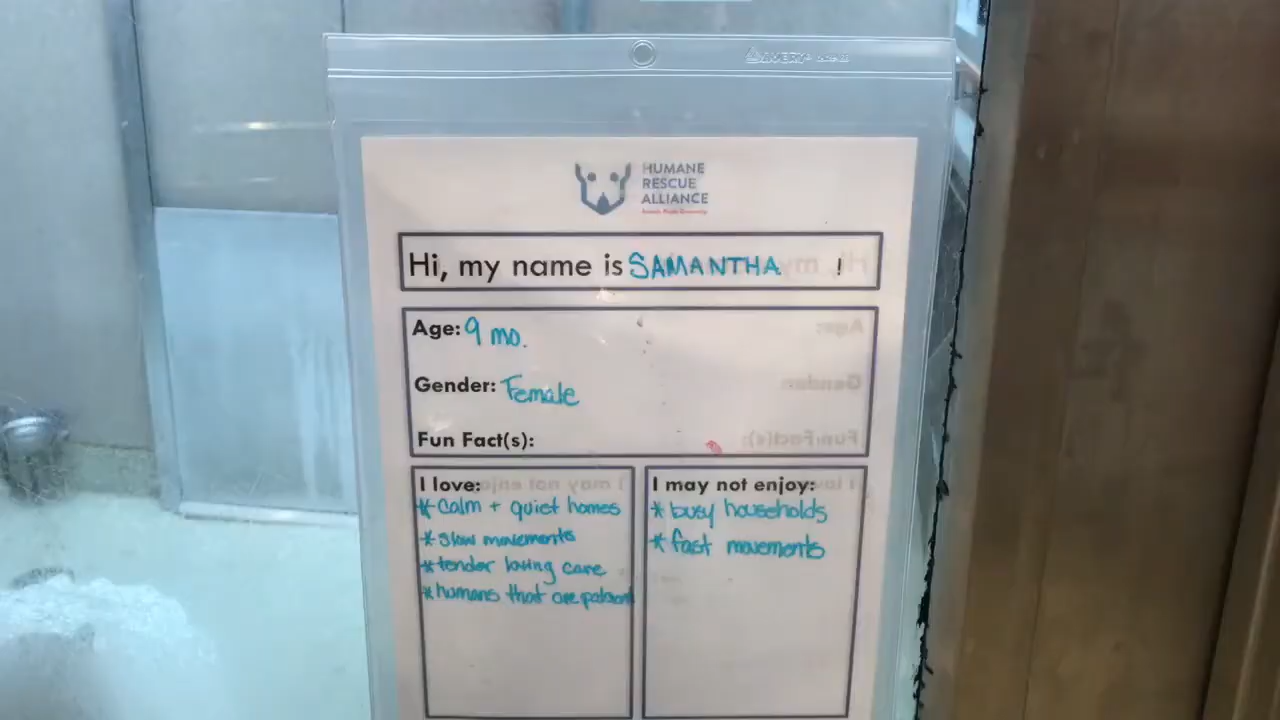 HUMANE
RESCUE
ALLIANCE
Hi, my name is SAMANTHA !
Age: 9 mo.
Gender: Female
Fun Fact(s):
I love:
* calm + quiet homes
* slow movements
* tender loving care
* humans that are patient
I may not enjoy:
* busy households
* fast movements